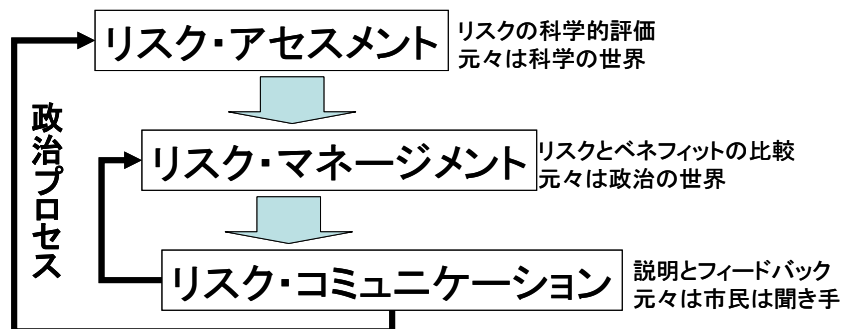 リスク・アセスメント
リスクの科学的評価
元々は科学の世界
政治プロセス
リスク・マネージメント
リスクとベネフィットの比較
元々は政治の世界
リスク・コミュニケーション
説明とフィードバック
元々は市民は聞き手